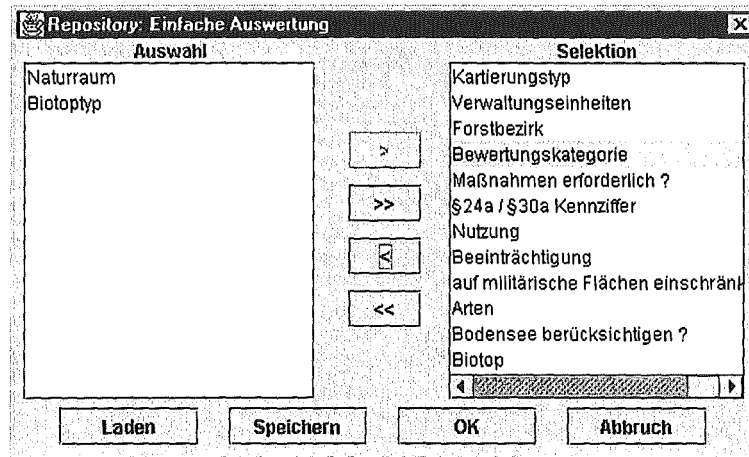 Repository: Einfache Auswertung
Auswahl
Naturraum
Biotoptyp
>
>>
<
<<
Selektion
Kartierungstyp
Verwaltungseinheiten
Forstbezirk
Bewertungskategorie
Maßnahmen erforderlich ?
§24a / §30a Kennziffer
Nutzung
Beeinträchtigung
auf militärische Flächen einschränk
Arten
Bodensee berücksichtigen ?
Biotop
Laden Speichern OK Abbruch